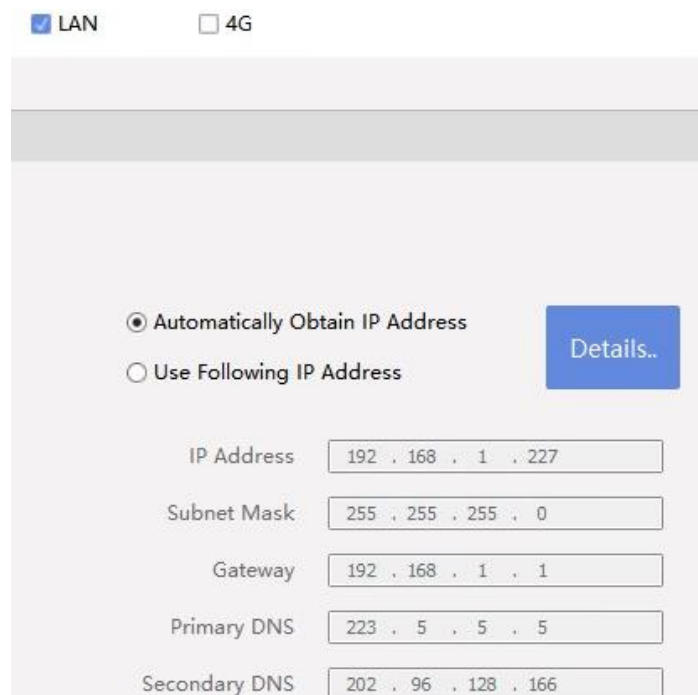 LAN 4G
Automatically Obtain IP Address
Details..
Use Following IP Address
IP Address 192 . 168 . 1 . 227
Subnet Mask 255 . 255 . 255 . 0
Gateway 192 . 168 . 1 . 1
Primary DNS 223 . 5 . 5 . 5
Secondary DNS 202 . 96 . 128 . 166